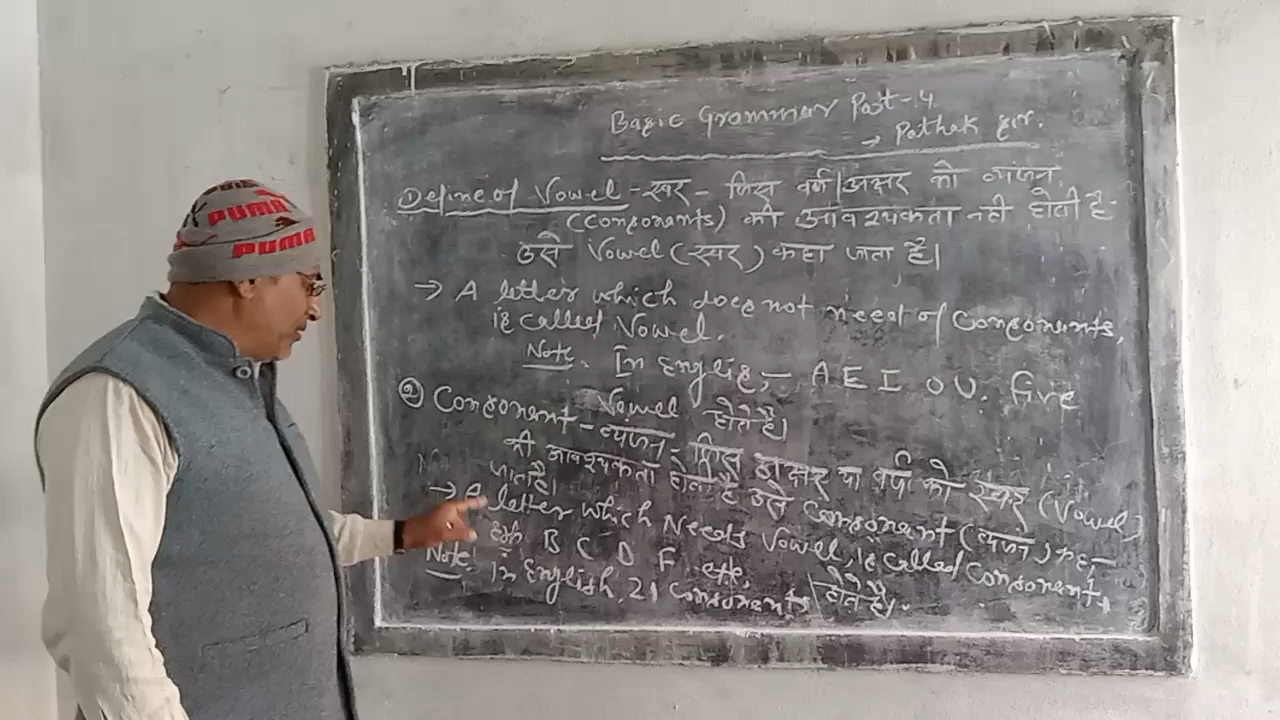 PUMA
PUMA
Basic Grammar Part-4
→ Pathak sir.
Define of Vowel - स्वर - जिस वर्ण/अक्षर को व्यंजन
(Consonants) की आवश्यकता नही होती है-
उसे Vowel (स्वर) कहा जाता है।
→ A letter which does not need of Consonants,
is called Vowel.
Note. In English,- A E I O U. Five
Vowel होते है।
② Consonant - व्यंजन - जिस अक्षर या वर्ण को स्वर (Vowel)
की आवश्यकता होती है उसे Consonant (व्यंजन) कहा-
जाता है।
→ A letter which Needs Vowel, is called Consonant,
B C D F etc,
Note. In English, 21 Consonants होते है।